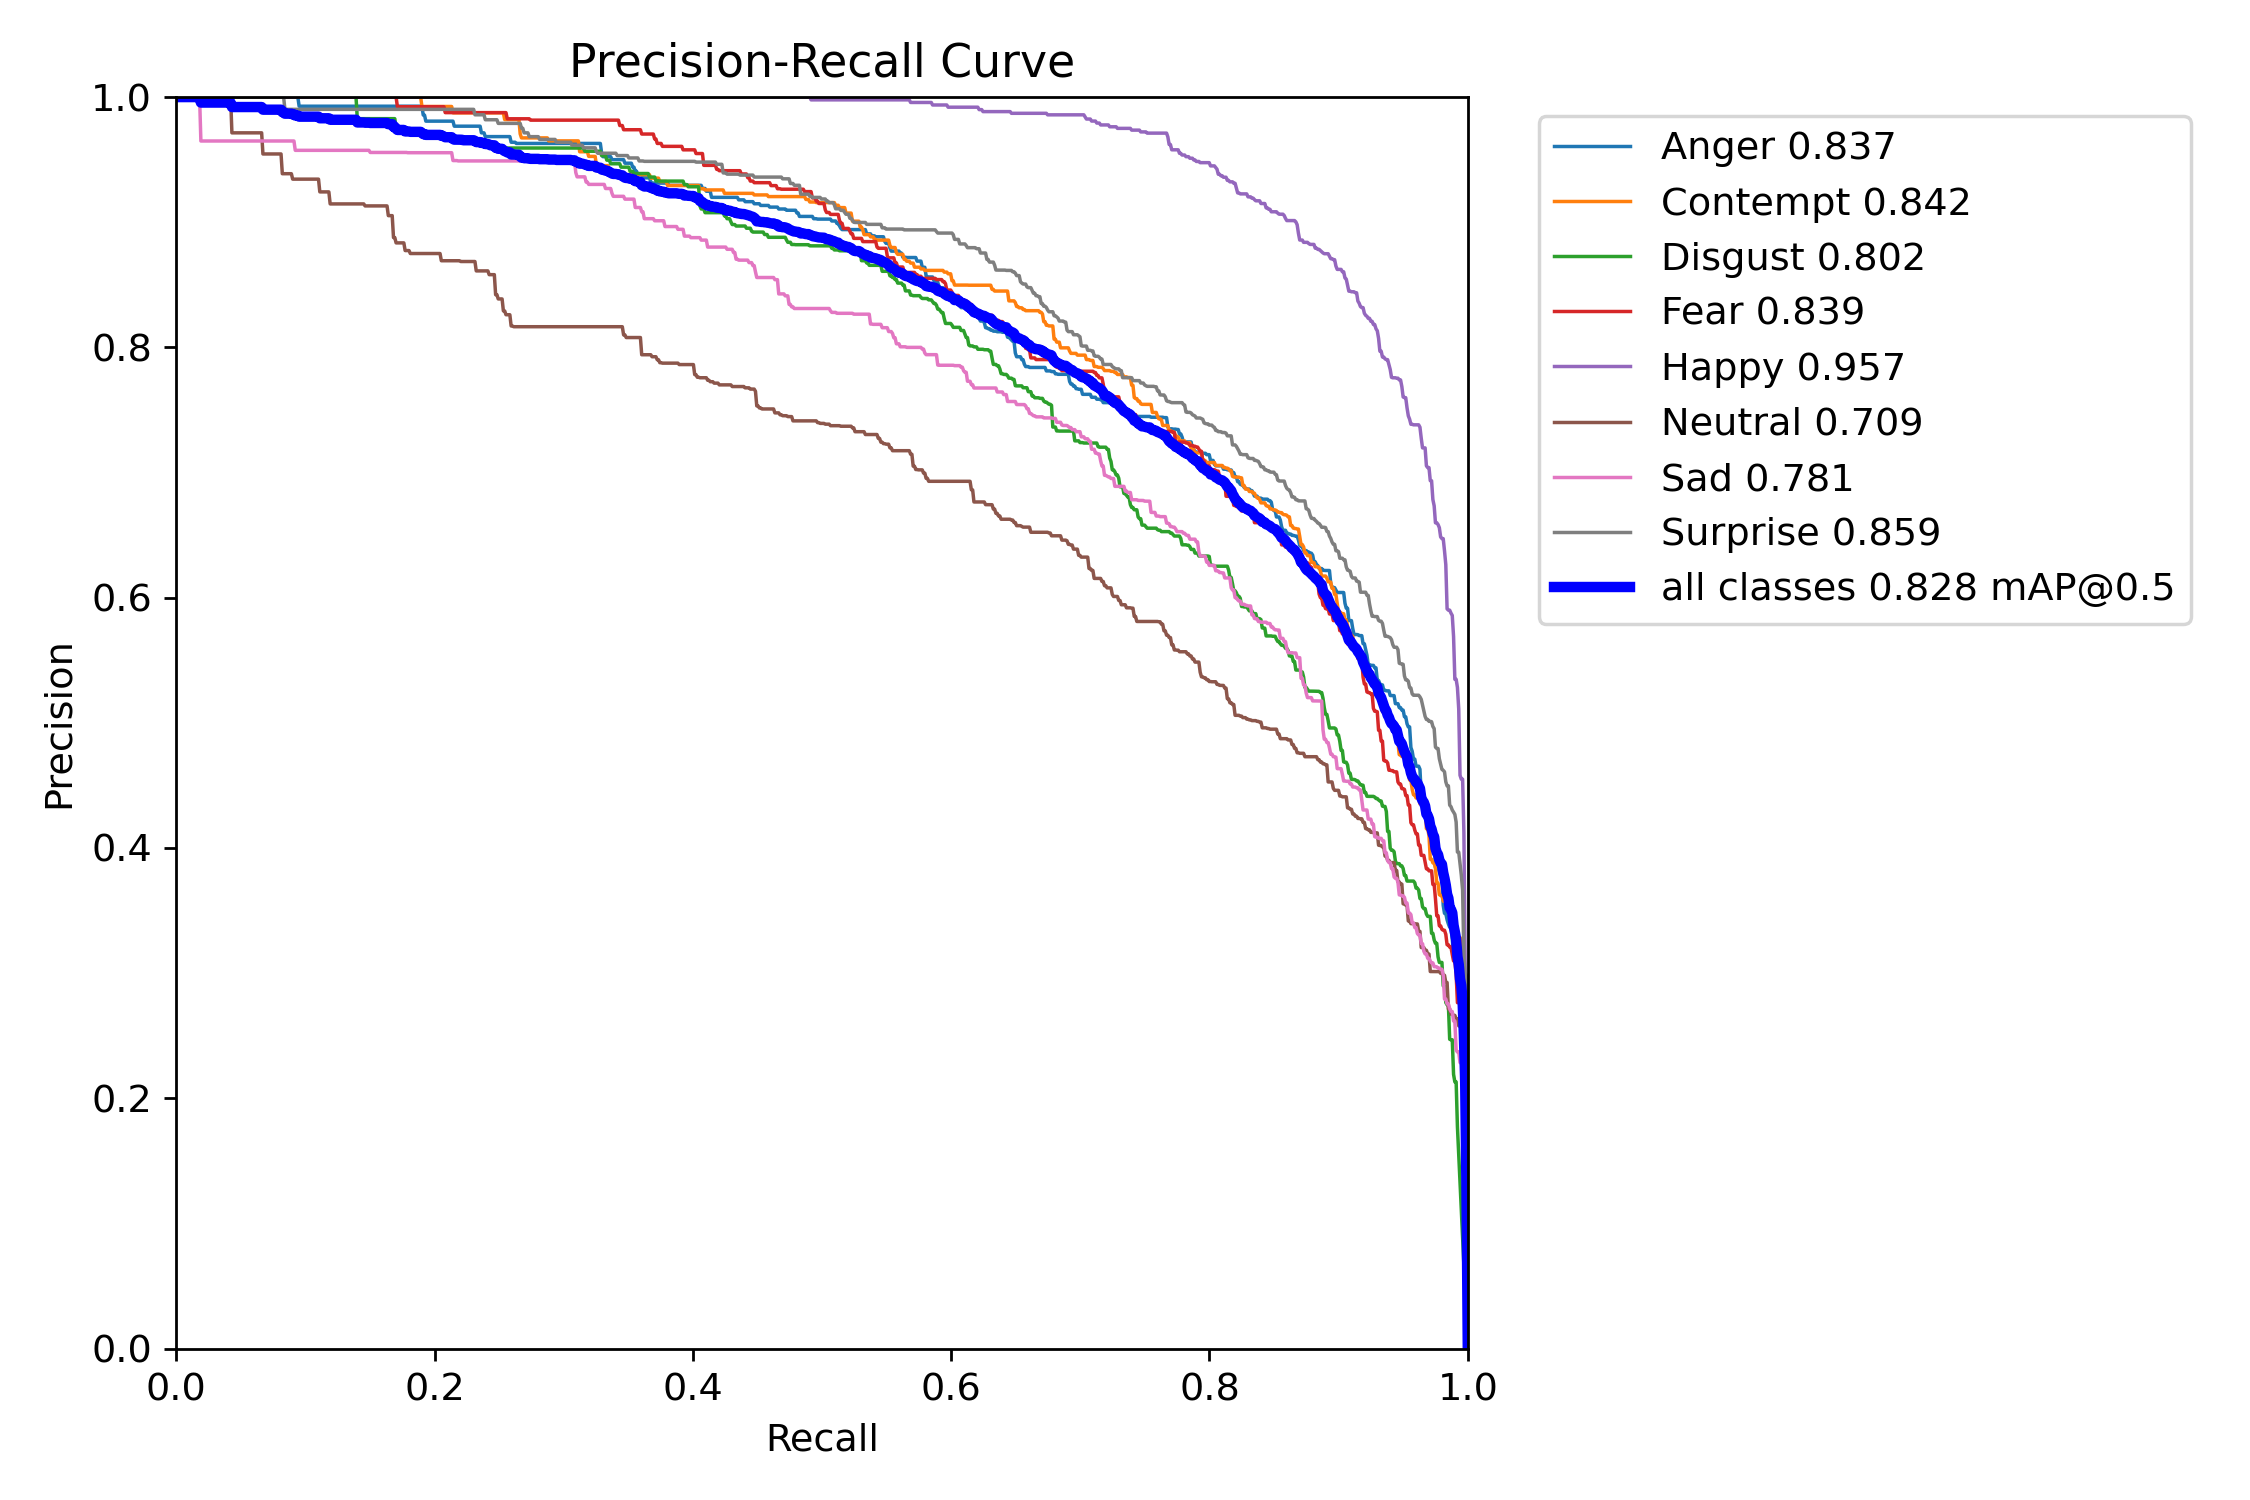 Precision-Recall Curve
1.0
0.8
0.6
0.4
0.2
0.0
Precision
0.0 0.2 0.4 0.6 0.8 1.0
Recall
Anger 0.837
Contempt 0.842
Disgust 0.802
Fear 0.839
Happy 0.957
Neutral 0.709
Sad 0.781
Surprise 0.859
all classes 0.828 mAP@0.5